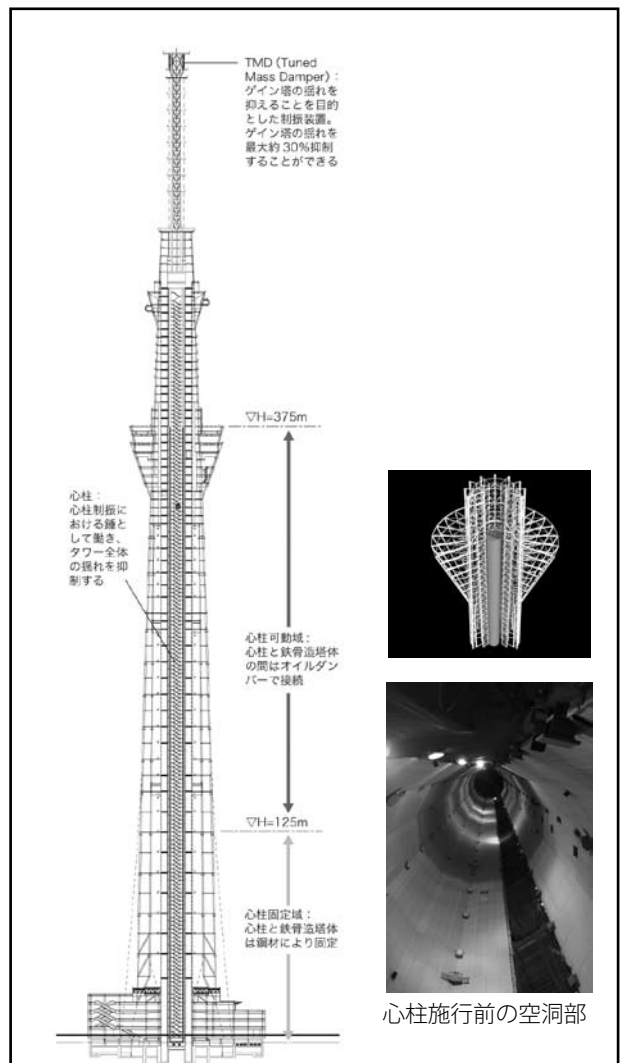 TMD (Tuned
Mass Damper)：
ゲイン塔の揺れを
抑えることを目的
とした制振装置。
ゲイン塔の揺れを
最大約30%抑制
することができる
▽H=375m
心柱：
心柱制振に
おける錘と
して働き、
タワー全体
の揺れを抑
制する
心柱可動域：
心柱と鉄骨造塔体
の間はオイルダン
パーで接続
▽H=125m
心柱固定域：
心柱と鉄骨造塔体
は鋼材により固定
心柱施行前の空洞部